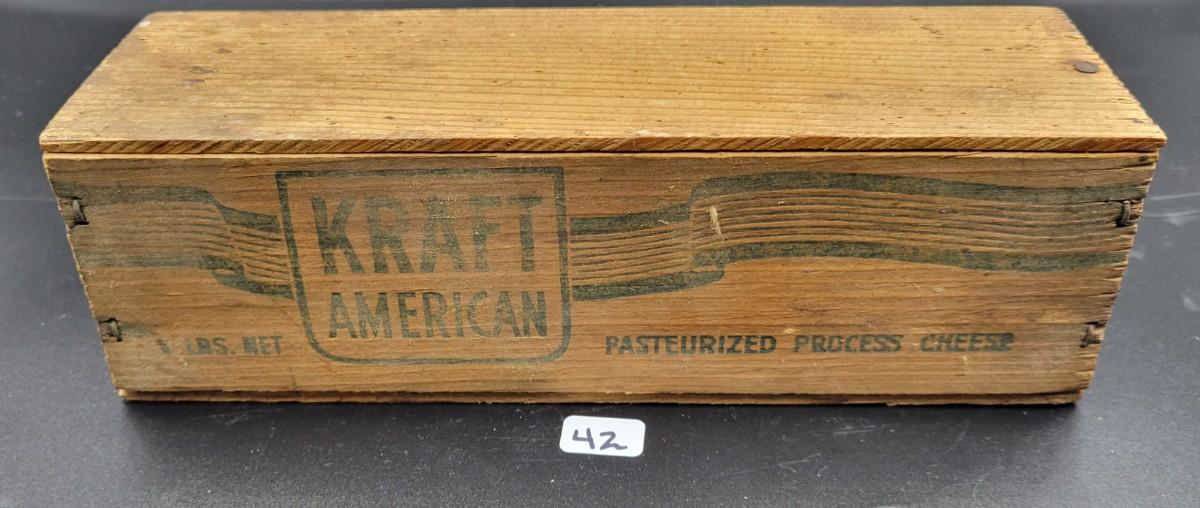 KRAFT
AMERICAN
LBS. NET
PASTEURIZED PROCESS CHEESE
42